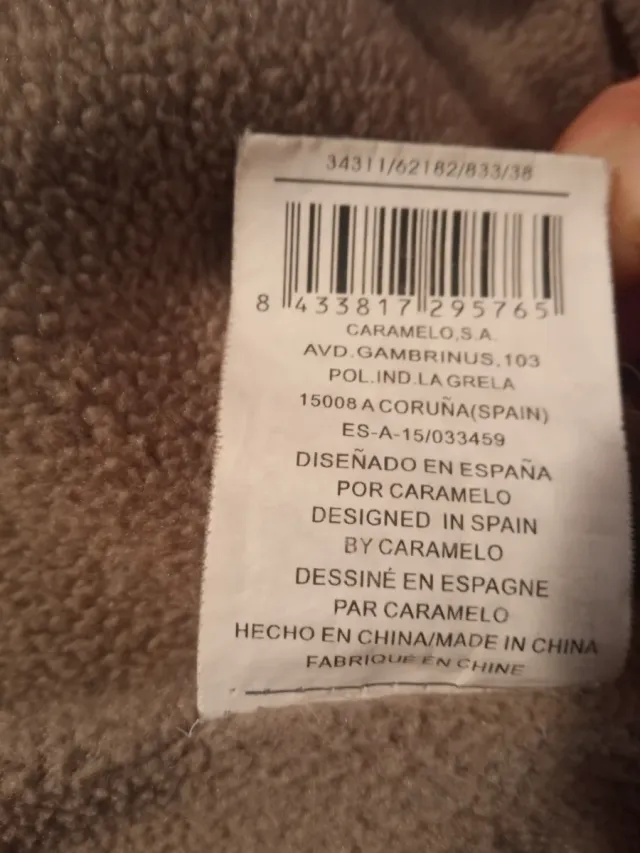 34311/62182/833/38
8 433817 295765
CARAMELO,S.A.
AVD.GAMBRINUS,103
POL.IND.LA GRELA
15008 A CORUÑA(SPAIN)
ES-A-15/033459
DISEÑADO EN ESPAÑA
POR CARAMELO
DESIGNED IN SPAIN
BY CARAMELO
DESSINÉ EN ESPAGNE
PAR CARAMELO
HECHO EN CHINA/MADE IN CHINA
FABRIQUE EN CHINE